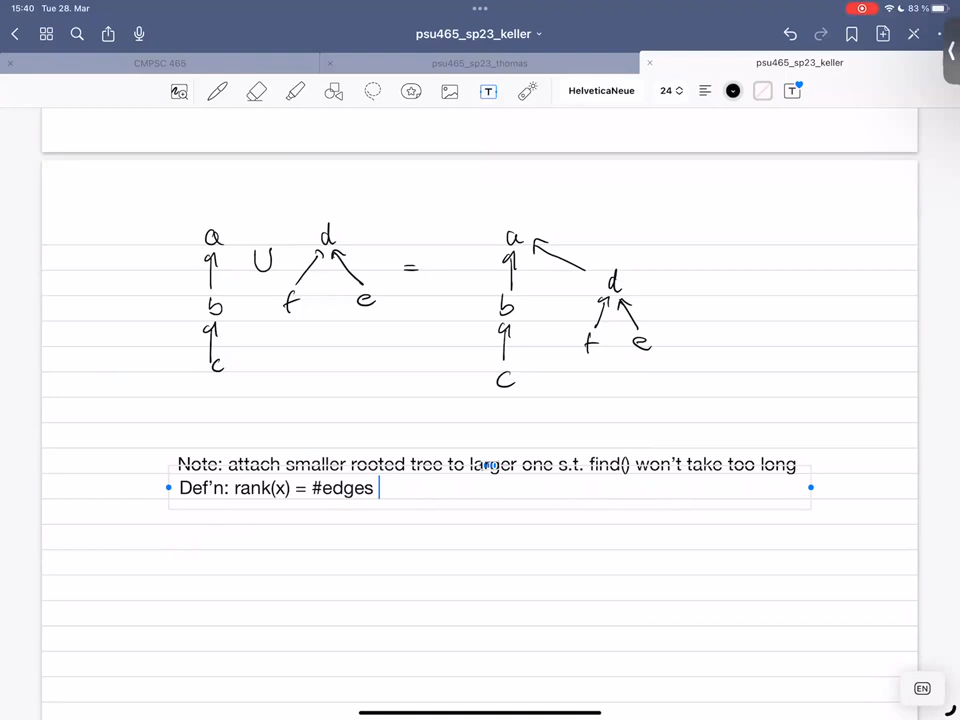 15:40 Tue 28. Mar
83 %
psu465_sp23_keller
CMPSC 465
psu465_sp23_thomas
psu465_sp23_keller
T
HelveticaNeue
24
T
a U d = a
f e d
b b
f e
c c
Note: attach smaller rooted tree to larger one s.t. find() won’t take too long
Def’n: rank(x) = #edges
EN